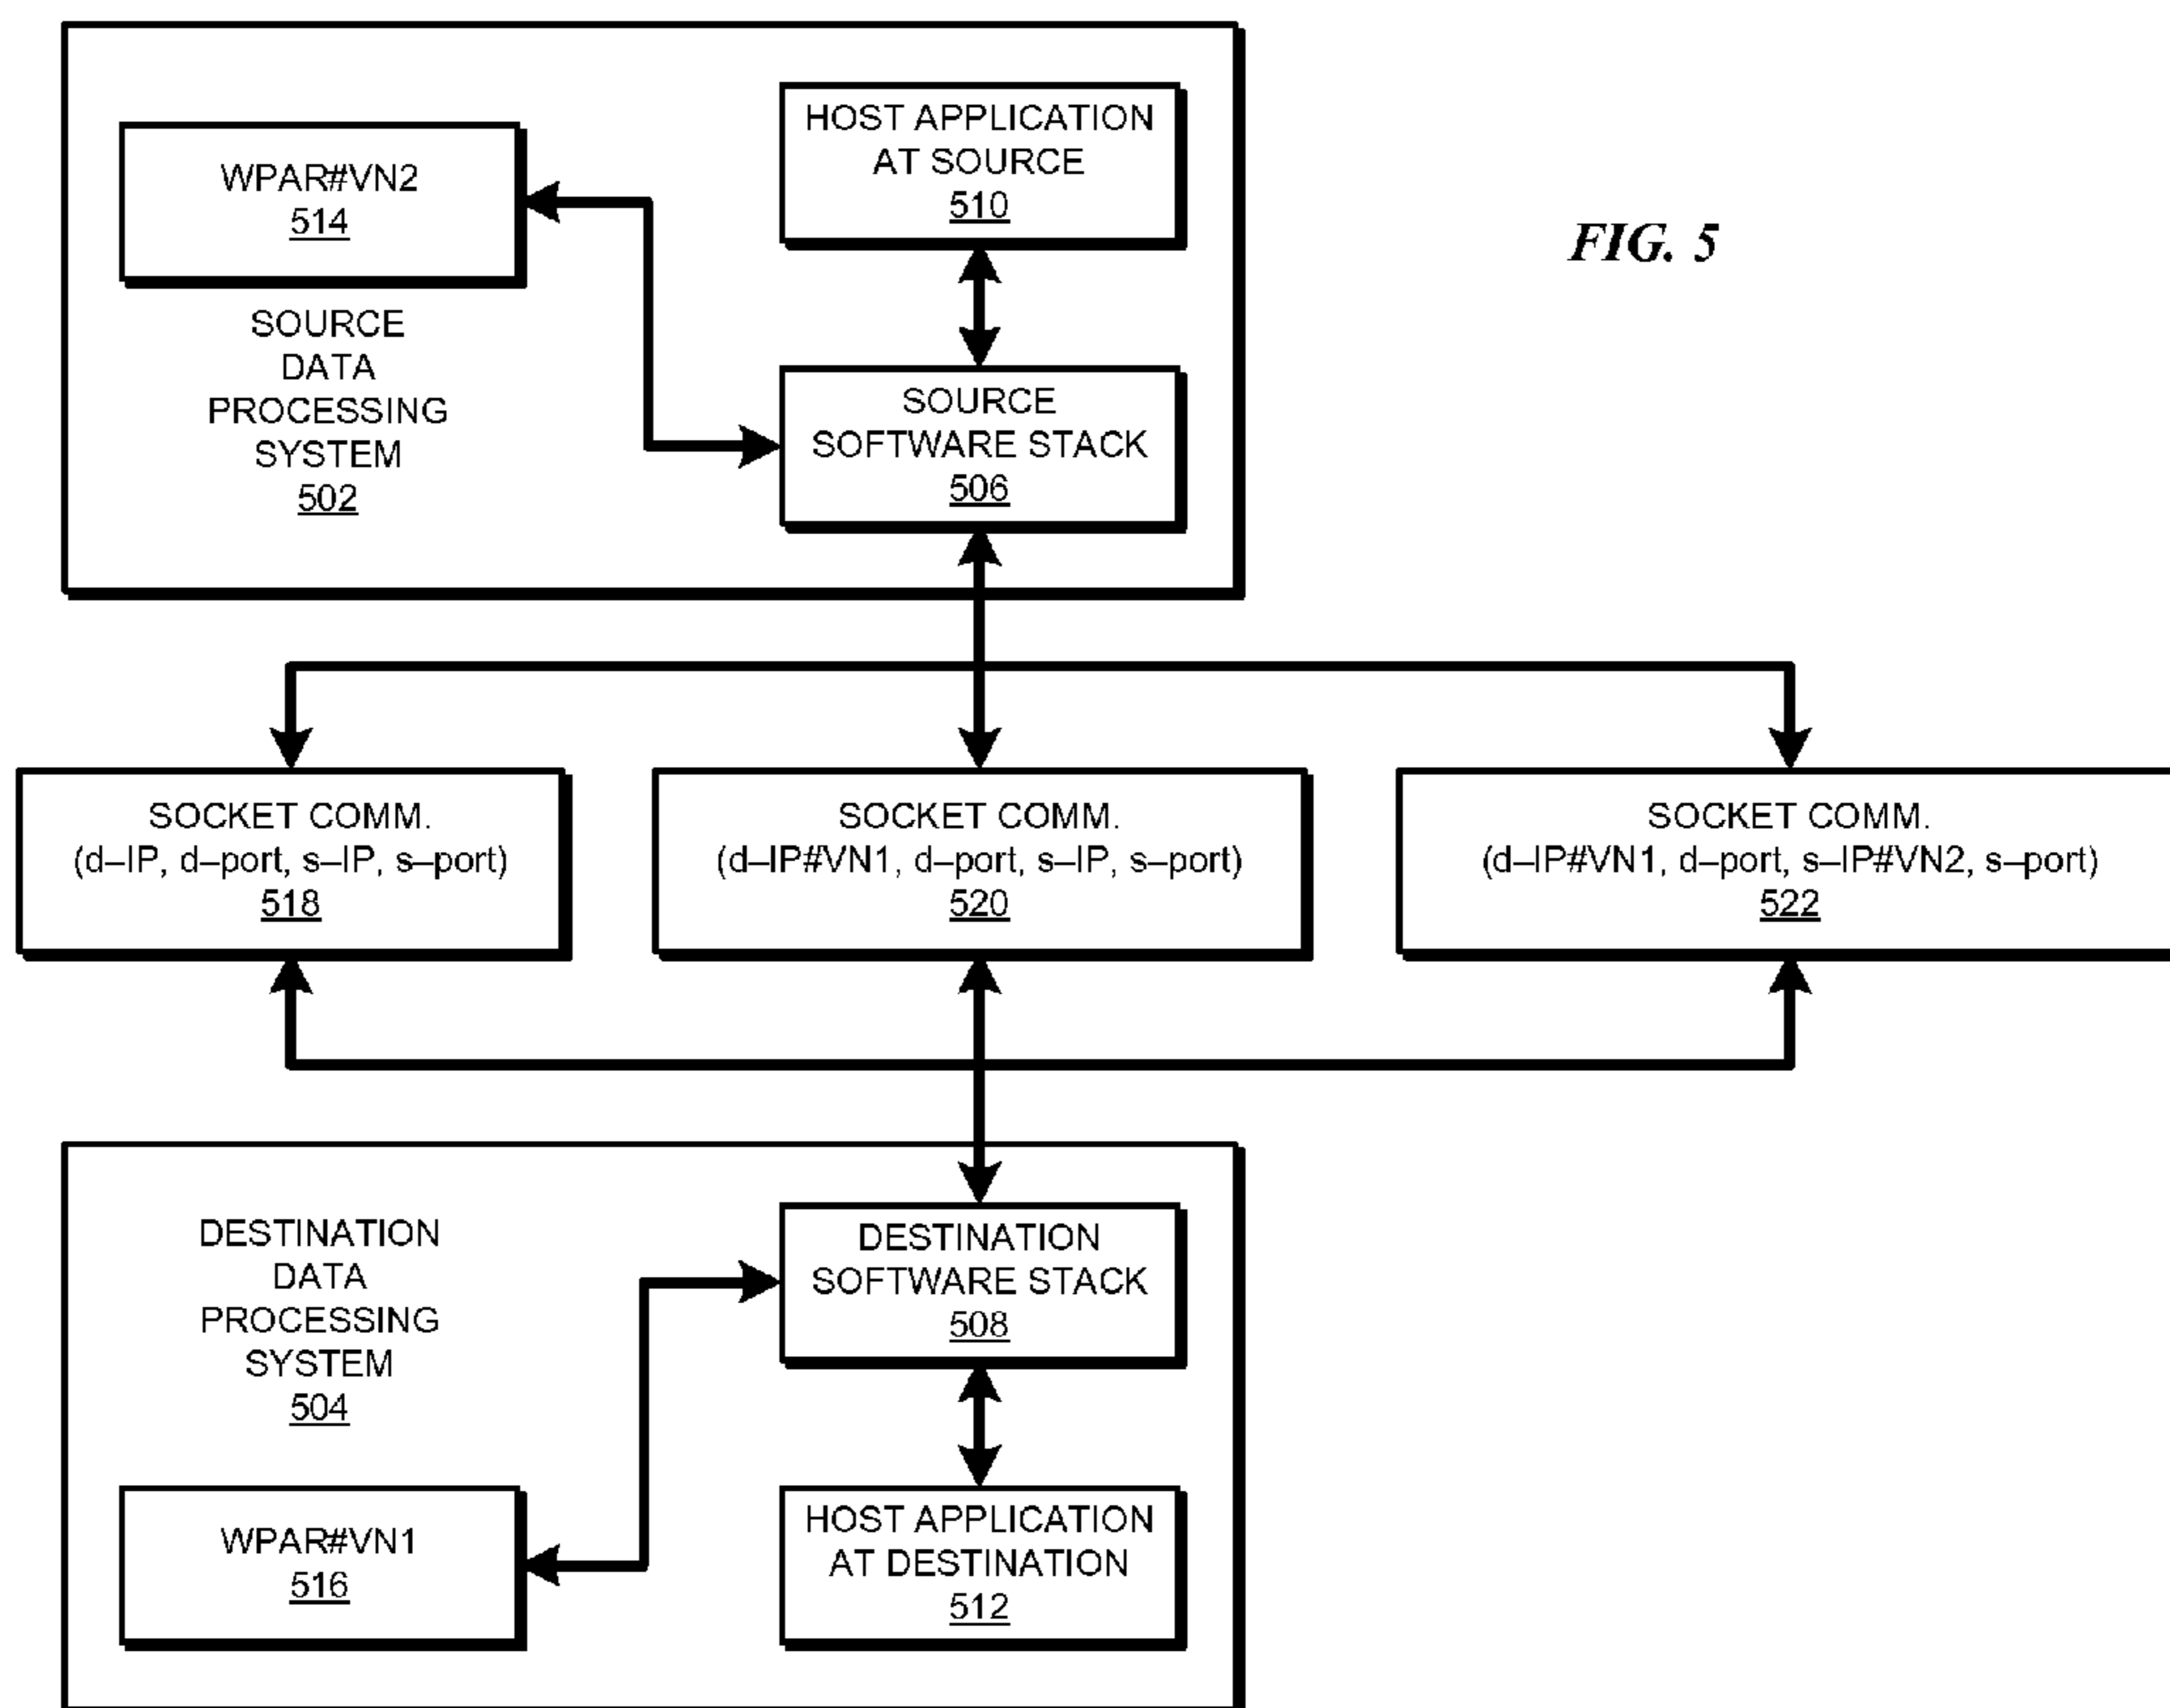 FIG. 5
WPAR#VN2
514
HOST APPLICATION
AT SOURCE
510
SOURCE
DATA
PROCESSING
SYSTEM
502
SOURCE
SOFTWARE STACK
506
SOCKET COMM.
(d–IP, d–port, s–IP, s–port)
518
SOCKET COMM.
(d–IP#VN1, d–port, s–IP, s–port)
520
SOCKET COMM.
(d–IP#VN1, d–port, s–IP#VN2, s–port)
522
DESTINATION
DATA
PROCESSING
SYSTEM
504
DESTINATION
SOFTWARE STACK
508
WPAR#VN1
516
HOST APPLICATION
AT DESTINATION
512